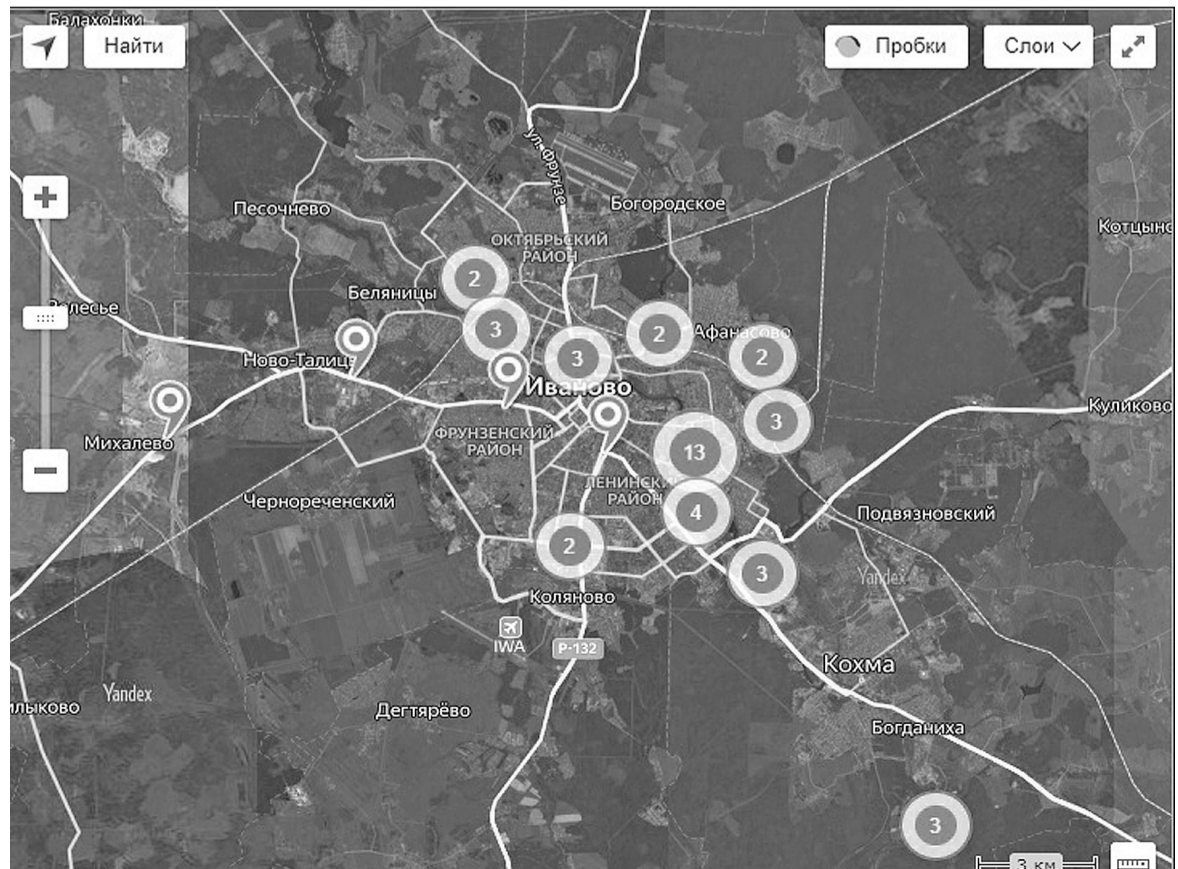 Балахонки
Найти
Пробки
Слои
ул. Фрунзе
Песочнево
Богородское
Котцыно
ОКТЯБРЬСКИЙ
РАЙОН
2
Беляницы
Залесье
3
2
Афанасово
3
2
Ново-Талицы
Иваново
Куликово
3
Михалево
ФРУНЗЕНСКИЙ
РАЙОН
13
ЛЕНИНСКИЙ
РАЙОН
Чернореченский
4
Подвязновский
2
3
Yandex
Коляново
IWA
Р-132
Кохма
Yandex
илыково
Дегтярёво
Богданиха
3
3 км